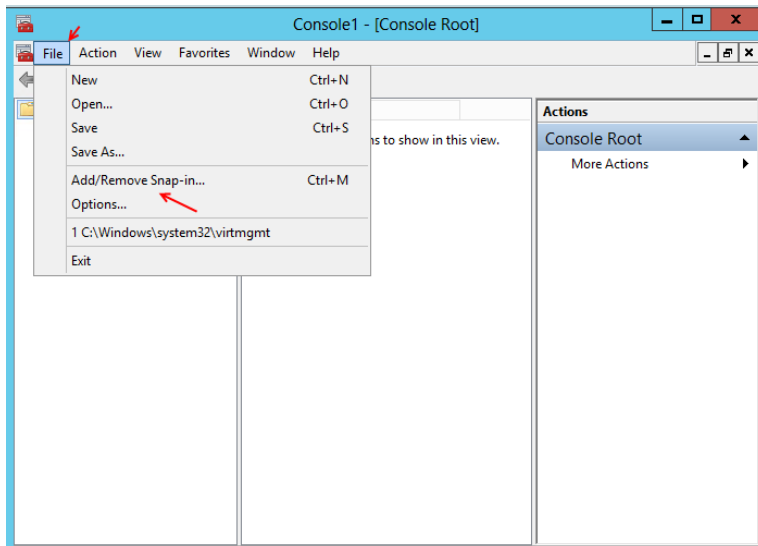 Console1 - [Console Root]
File Action View Favorites Window Help
New Ctrl+N
Open... Ctrl+O
Save Ctrl+S
Save As...
Add/Remove Snap-in... Ctrl+M
Options...
1 C:\Windows\system32\virtmgmt
Exit
to show in this view.
Actions
Console Root
More Actions